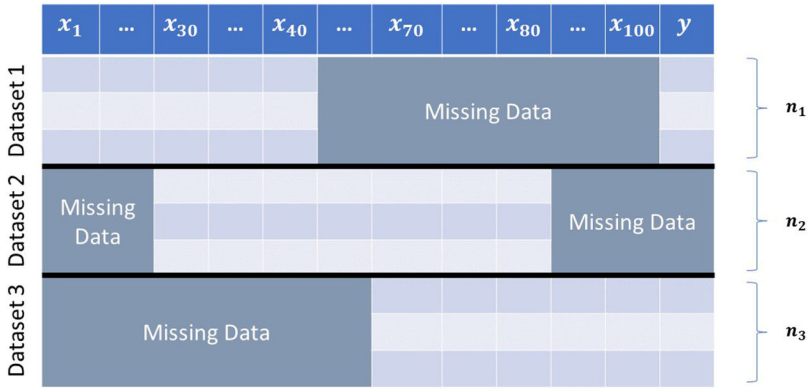 x₁ ... x₃₀ ... x₄₀ ... x₇₀ ... x₈₀ ... x₁₀₀ y
Dataset 1
Missing Data
n₁
Dataset 2
Missing
Data
Missing Data
n₂
Dataset 3
Missing Data
n₃